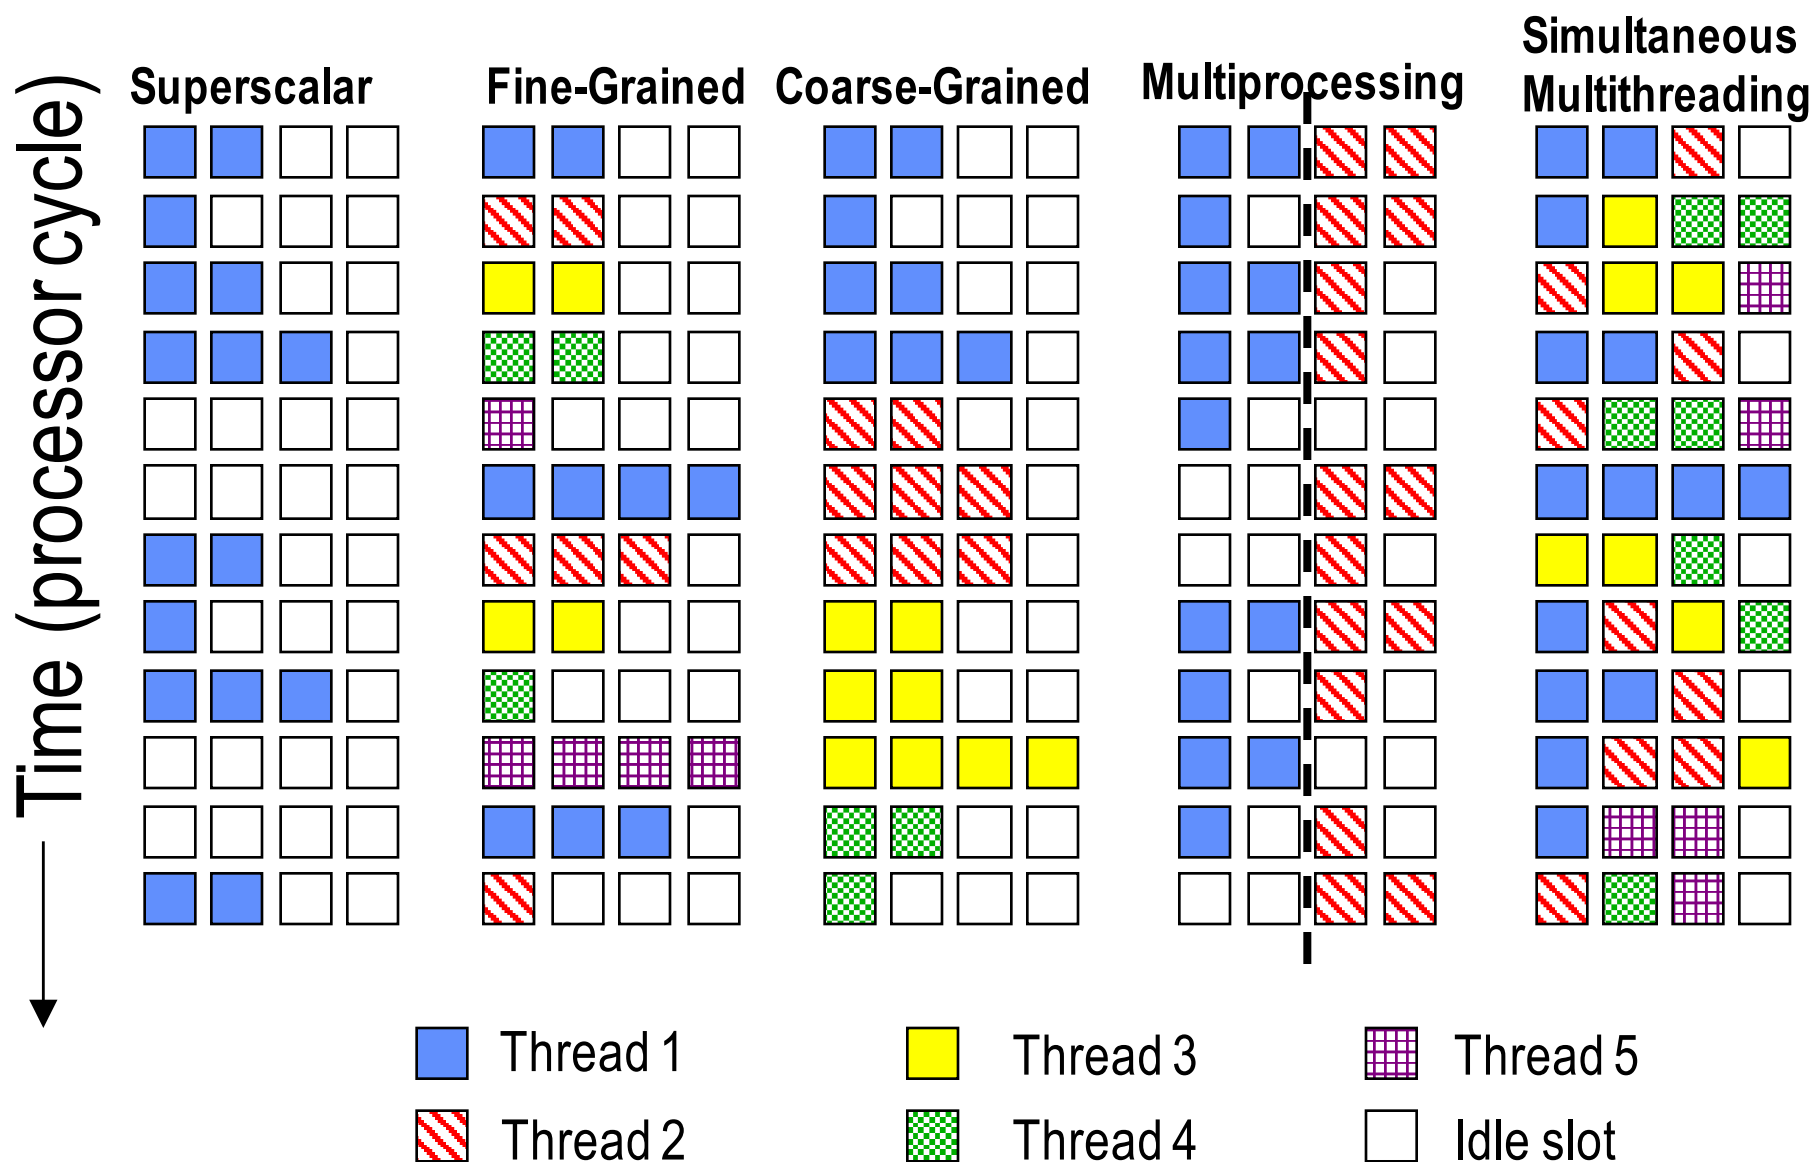 Simultaneous
Superscalar
Fine-Grained
Coarse-Grained
Multiprocessing
Multithreading
Time (processor cycle)
Thread 1
Thread 3
Thread 5
Thread 2
Thread 4
Idle slot